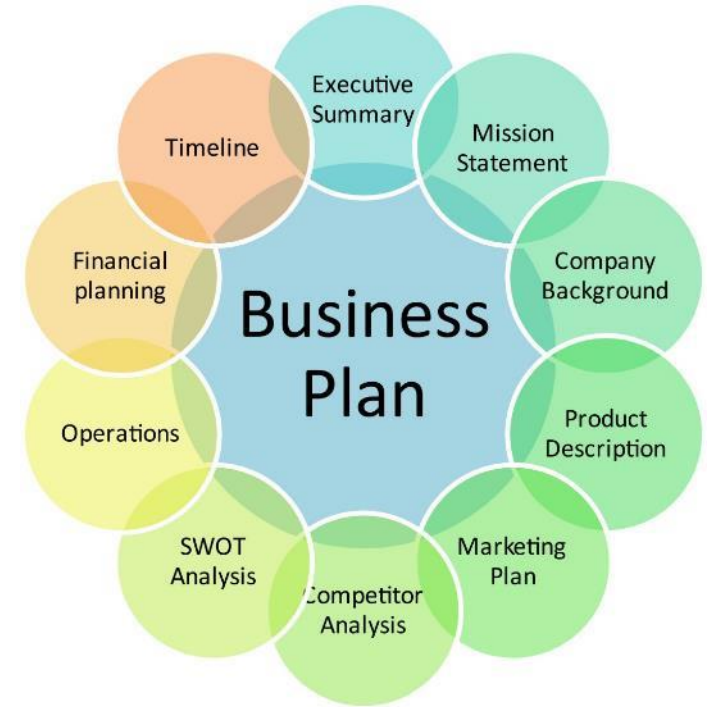 Executive
Summary
Mission
Statement
Company
Background
Product
Description
Marketing
Plan
Competitor
Analysis
SWOT
Analysis
Operations
Financial
planning
Timeline
Business
Plan